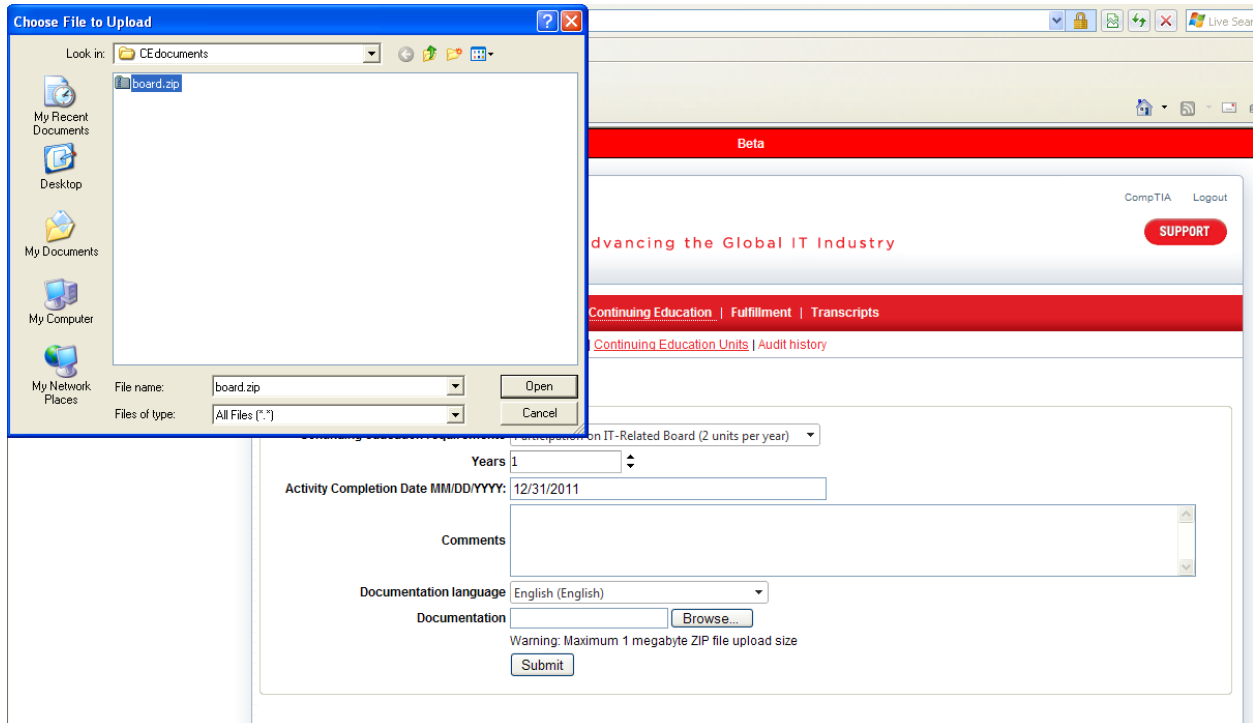 Choose File to Upload
Look in: CEdocuments
board.zip
My Recent
Documents
Desktop
My Documents
My Computer
My Network
Places
File name: board.zip Open
Files of type: All Files (*.*) Cancel
Live Sear
Beta
CompTIA Logout
SUPPORT
dvancing the Global IT Industry
Continuing Education | Fulfillment | Transcripts
| Continuing Education Units | Audit history
Participation on IT-Related Board (2 units per year)
Years 1
Activity Completion Date MM/DD/YYYY: 12/31/2011
Comments
Documentation language English (English)
Documentation Browse...
Warning: Maximum 1 megabyte ZIP file upload size
Submit